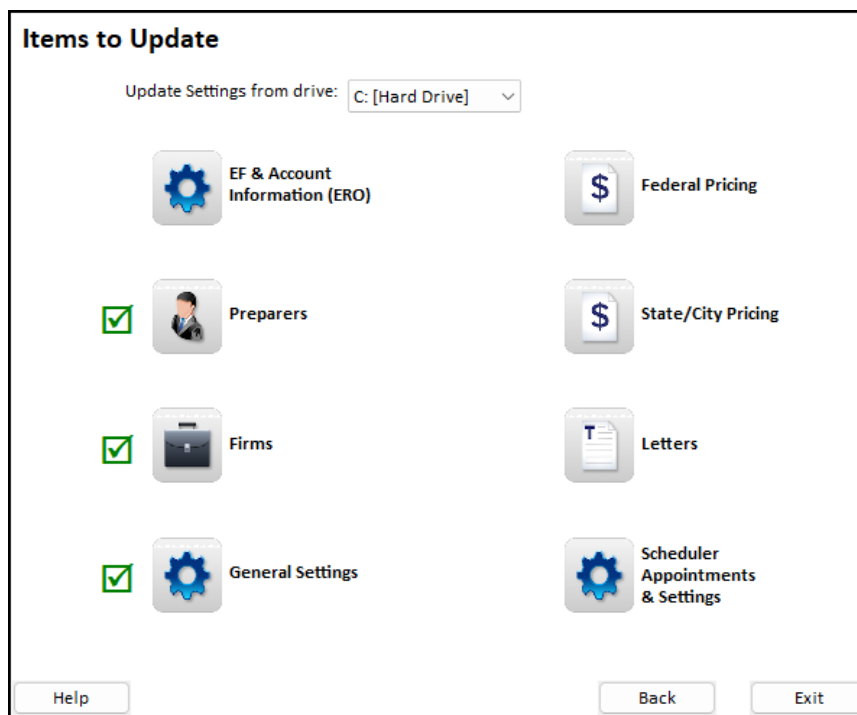 Items to Update
Update Settings from drive: C: [Hard Drive]
EF & Account
Information (ERO)
$
Federal Pricing
Preparers
$
State/City Pricing
Firms
T
Letters
General Settings
Scheduler
Appointments
& Settings
Help
Back
Exit